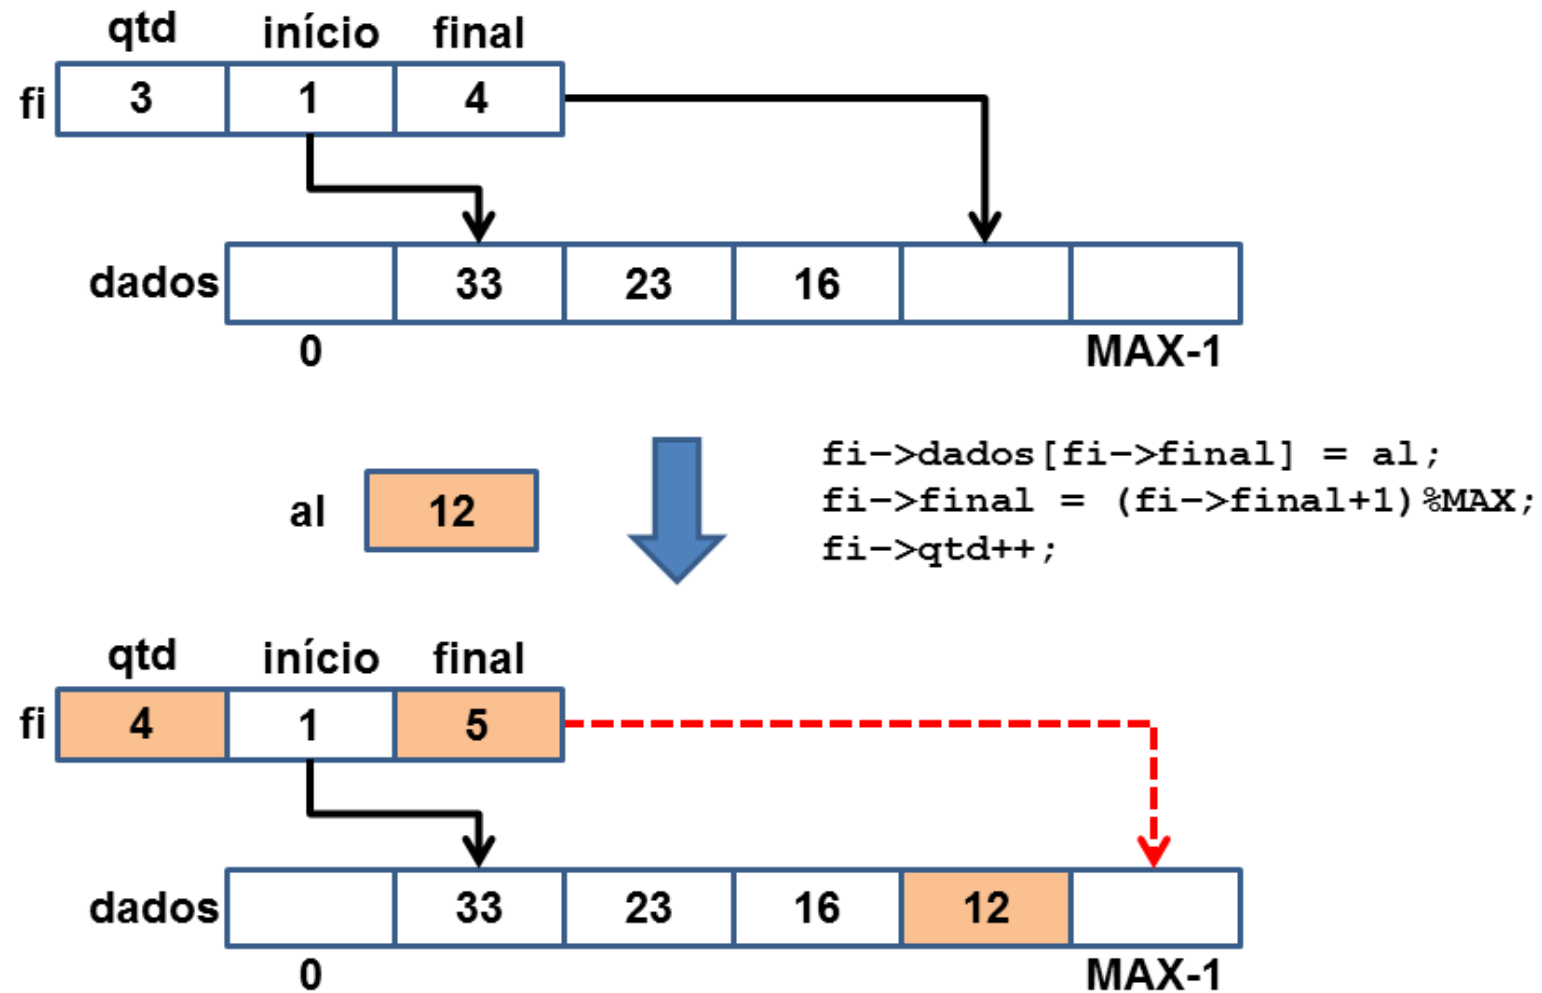 qtd início final
fi 3 1 4
dados 33 23 16
0 MAX-1
fi->dados[fi->final] = al;
al 12
fi->final = (fi->final+1)%MAX;
fi->qtd++;
qtd início final
fi 4 1 5
dados 33 23 16 12
0 MAX-1